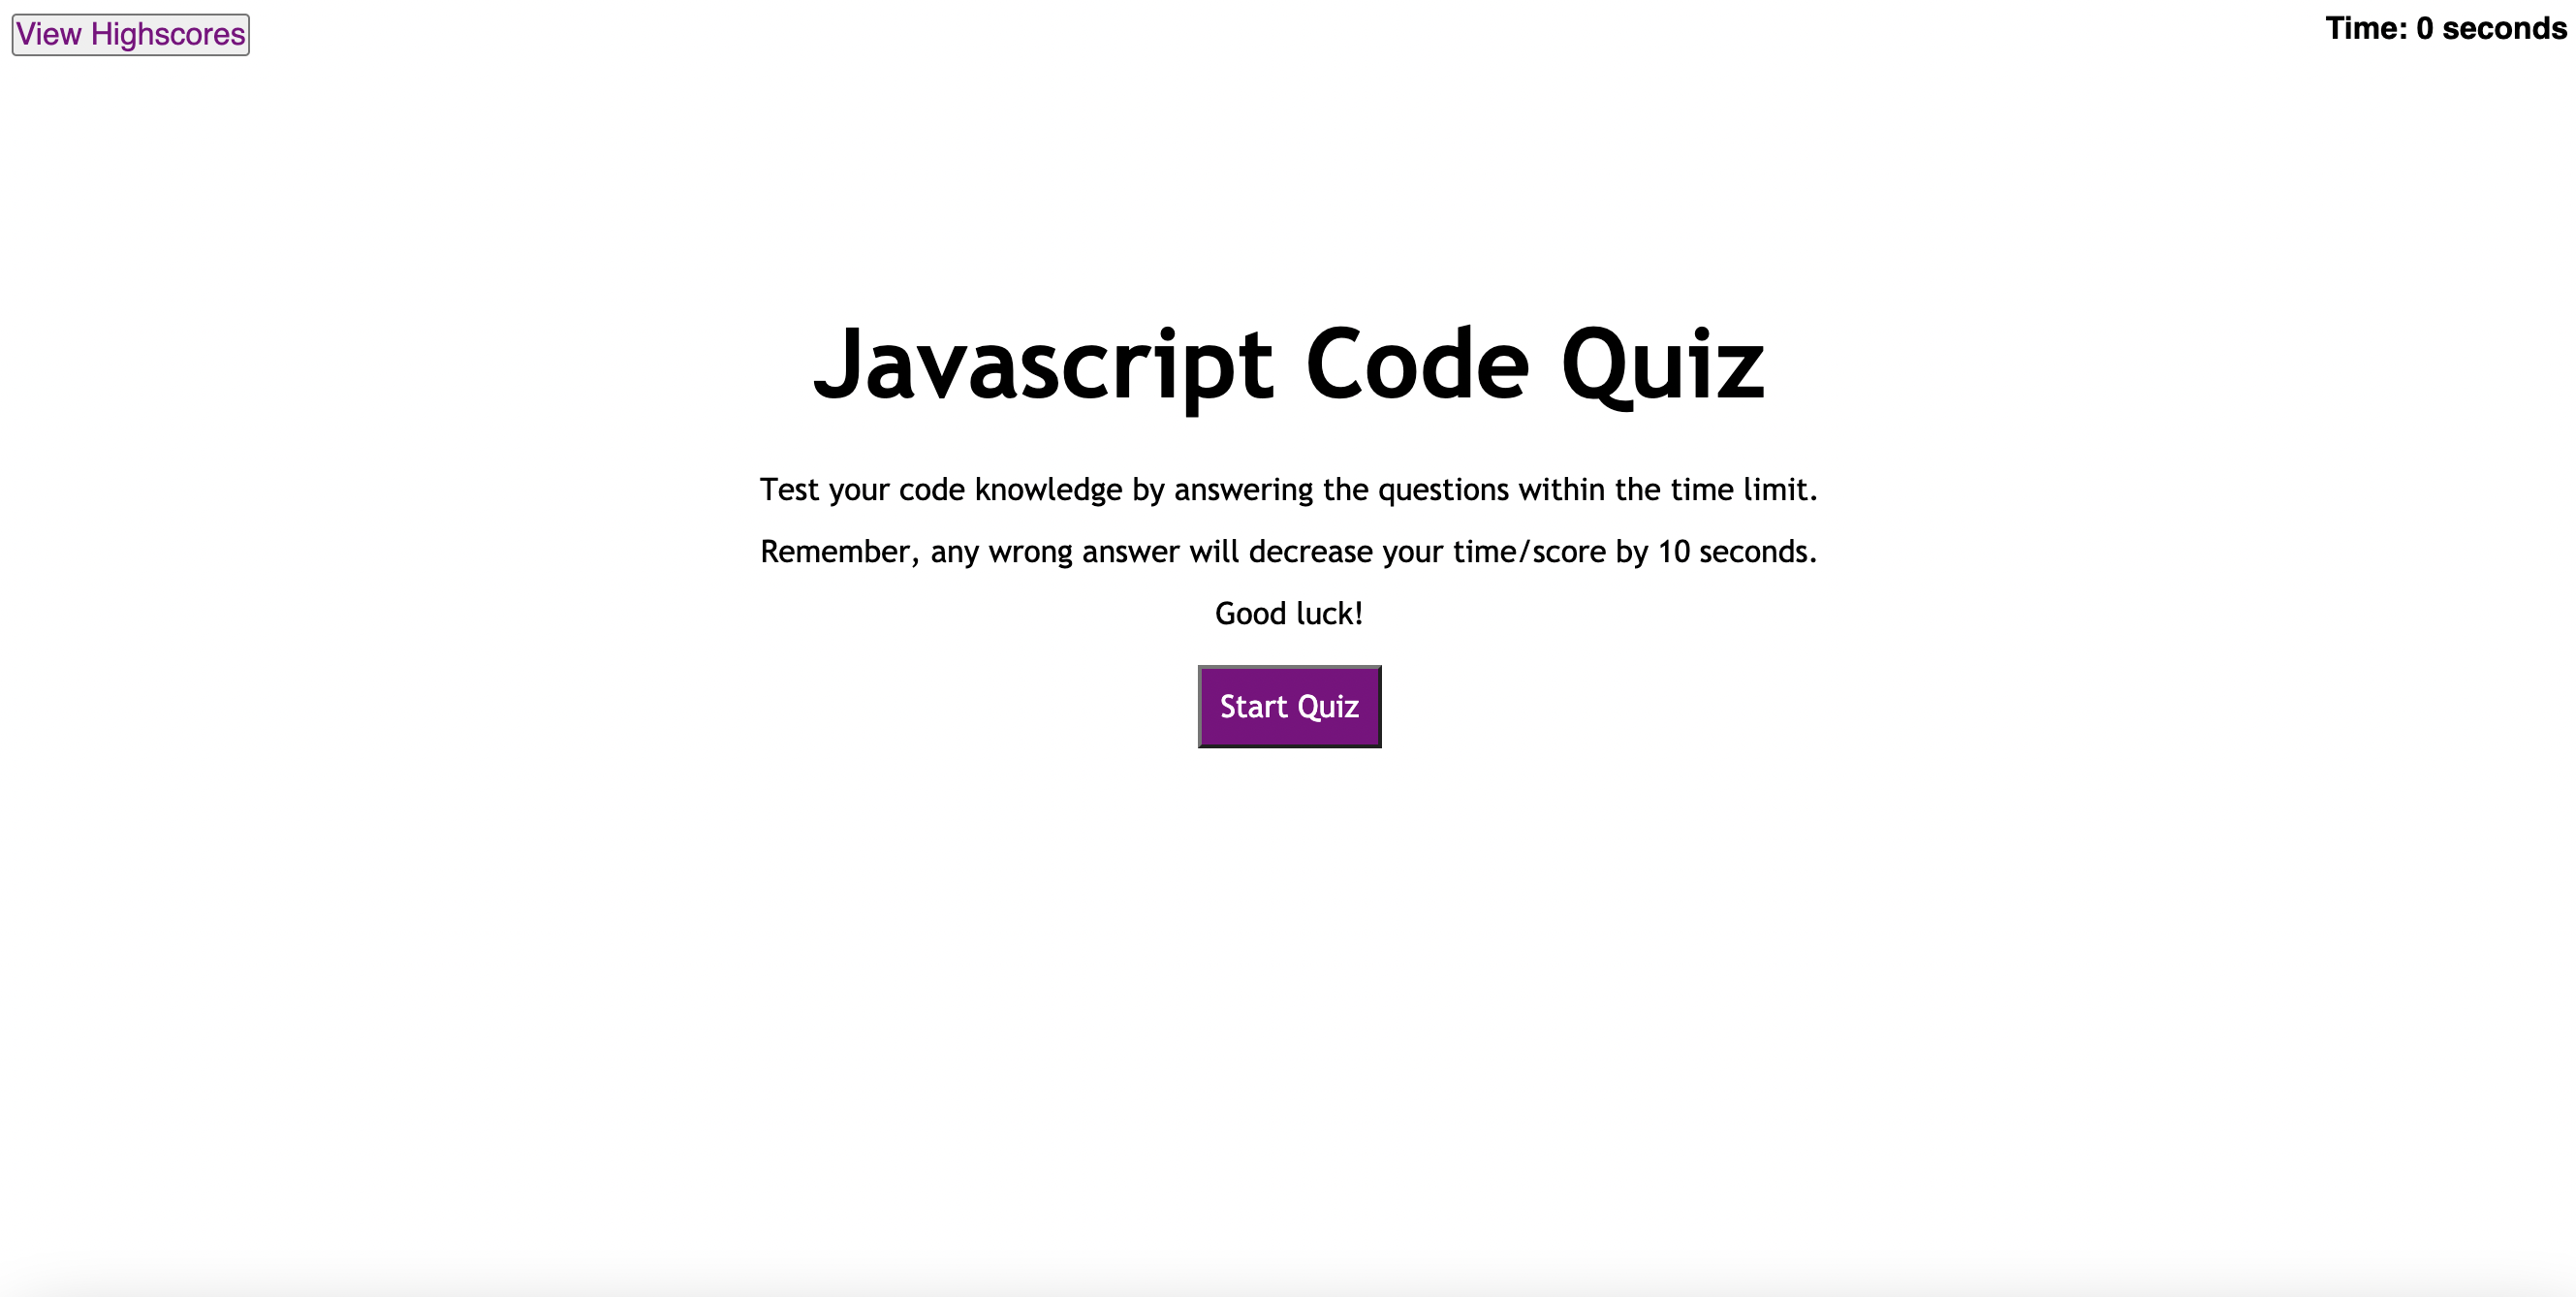 View Highscores
Time: 0 seconds
Javascript Code Quiz
Test your code knowledge by answering the questions within the time limit.
Remember, any wrong answer will decrease your time/score by 10 seconds.
Good luck!
Start Quiz